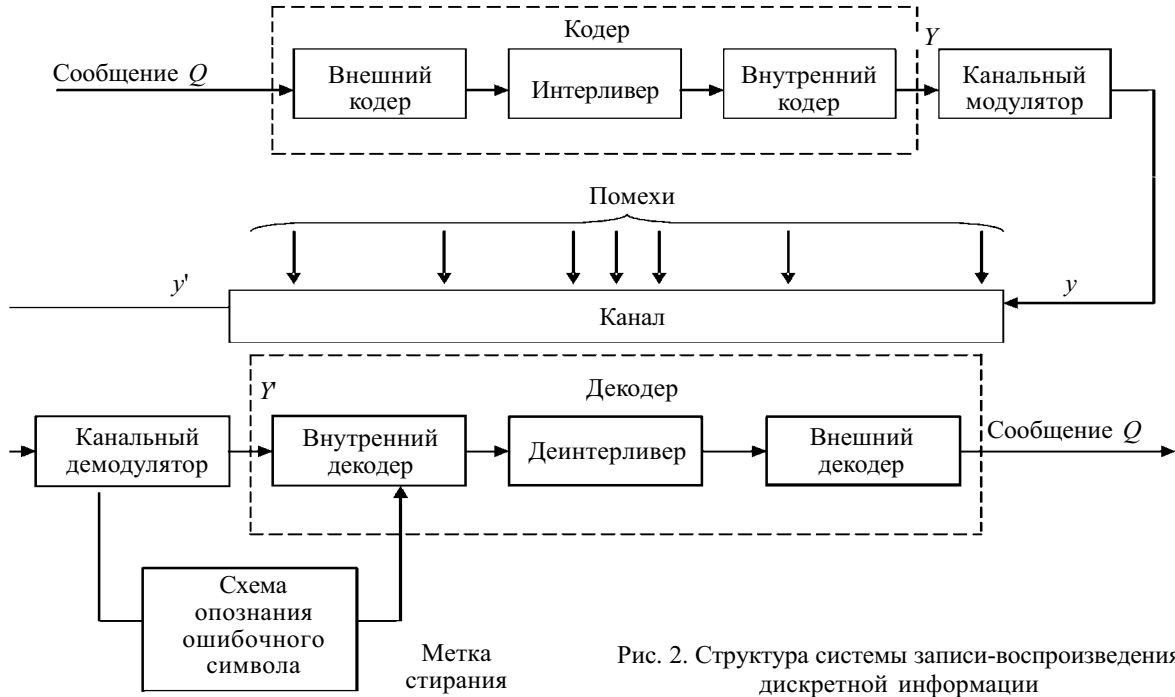 Кодер
Y
Сообщение Q
Внешний
кодер
Интерливер
Внутренний
кодер
Канальный
модулятор
Помехи
y'
Канал
y
Y'
Декодер
Канальный
демодулятор
Внутренний
декодер
Деинтерливер
Внешний
декодер
Сообщение Q
Схема
опознания
ошибочного
символа
Метка
стирания
Рис. 2. Структура системы записи-воспроизведения
дискретной информации